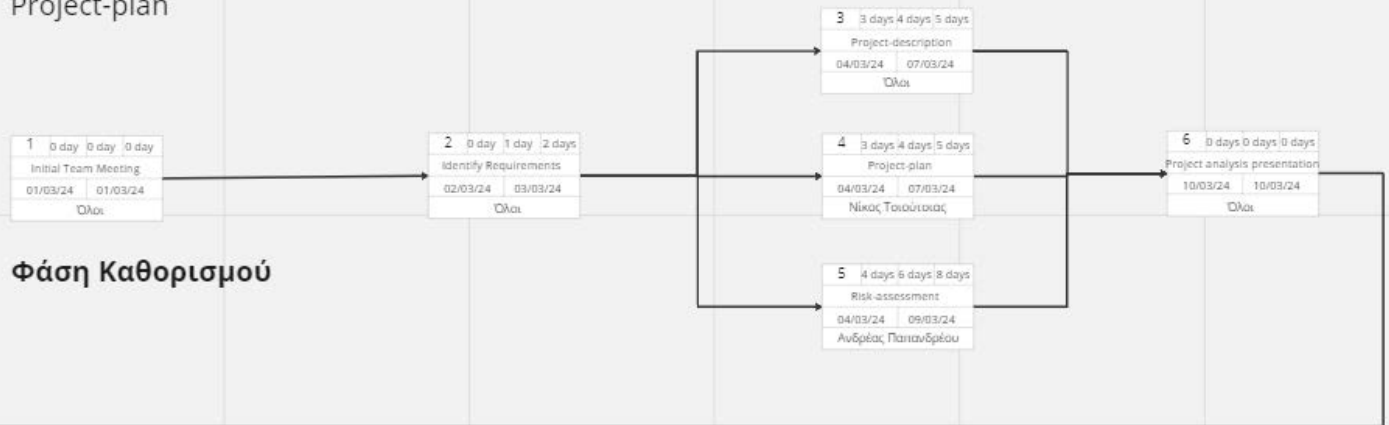 Project-plan
1 0 day 0 day 0 day
Initial Team Meeting
01/03/24 01/03/24
Όλοι
2 0 day 1 day 2 days
Identify Requirements
02/03/24 03/03/24
Όλοι
3 3 days 4 days 5 days
Project-description
04/03/24 07/03/24
Όλοι
4 3 days 4 days 5 days
Project-plan
04/03/24 07/03/24
Νίκος Τσιούτσιας
5 4 days 6 days 8 days
Risk-assessment
04/03/24 09/03/24
Ανδρέας Παπανδρέου
6 0 days 0 days 0 days
Project analysis presentation
10/03/24 10/03/24
Όλοι
Φάση Καθορισμού